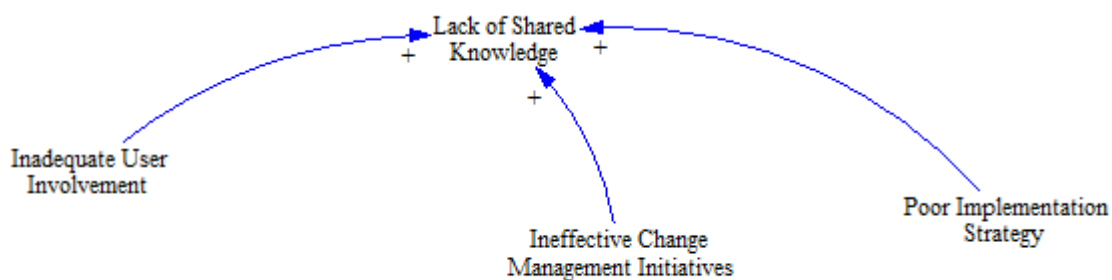 Lack of Shared
Knowledge
+
+
+
Inadequate User
Involvement
Poor Implementation
Strategy
Ineffective Change
Management Initiatives